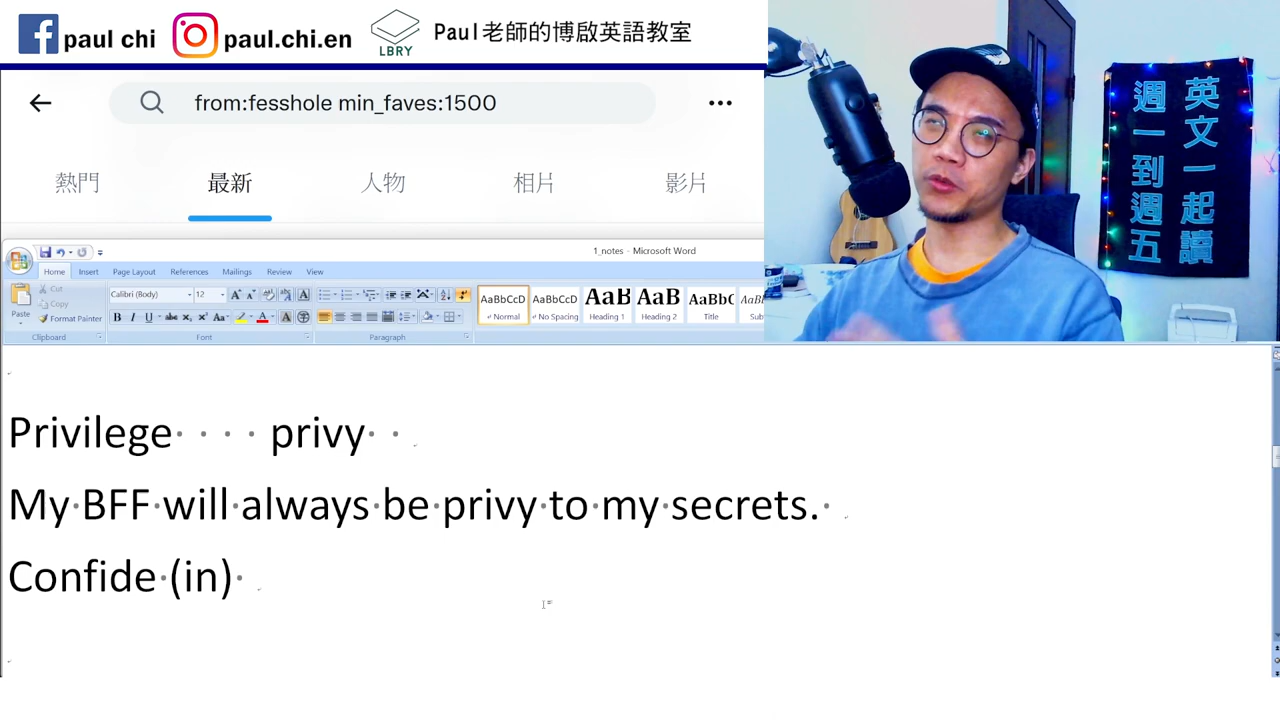 paul chi
paul.chi.en
LBRY
Paul老師的博啟英語教室
from:fesshole min_faves:1500
熱門
最新
人物
相片
影片
1_notes - Microsoft Word
Home Insert Page Layout References Mailings Review View
Paste
Cut
Copy
Format Painter
Clipboard
Calibri (Body) 12
Font
Paragraph
AaBbCcD AaBbCcD AaBb AaB AaBbC
Normal No Spacing Heading 1 Heading 2 Title Sub
英文一起讀
週一到週五
Privilege privy
My BFF will always be privy to my secrets.
Confide (in)